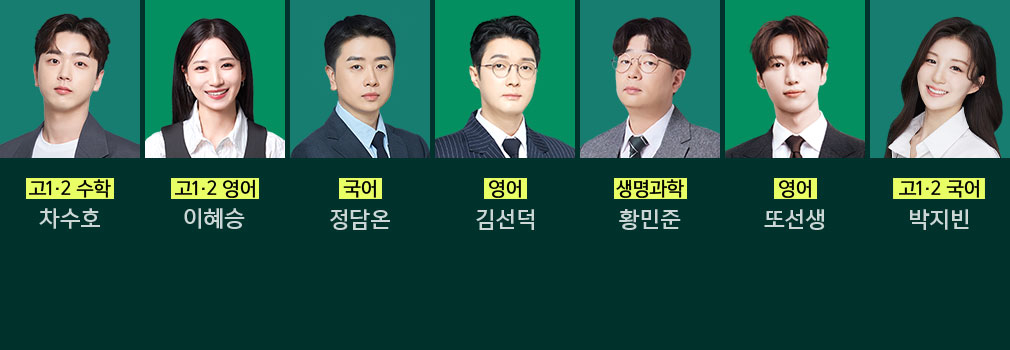 고1·2 수학
차수호
고1·2 영어
이혜승
국어
정담온
영어
김선덕
생명과학
황민준
영어
또선생
고1·2 국어
박지빈